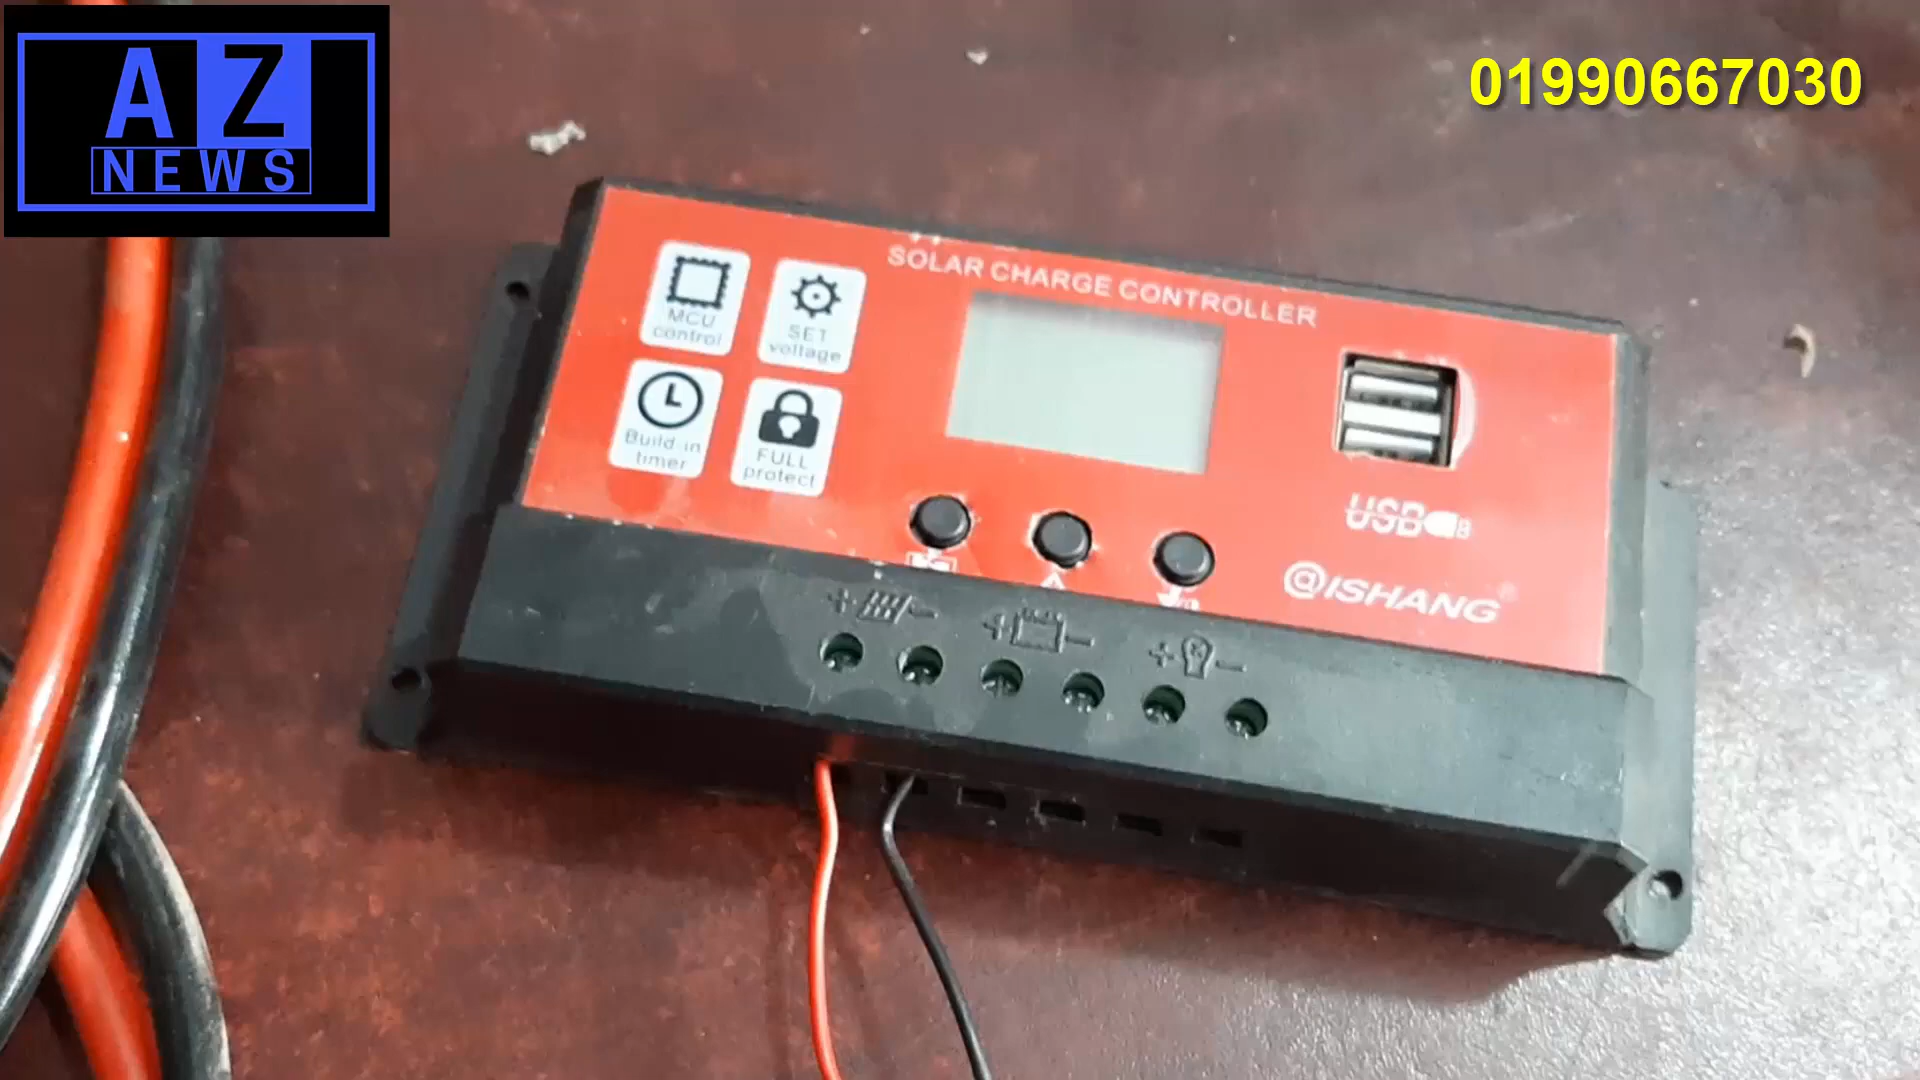 AZ
NEWS
01990667030
SOLAR CHARGE CONTROLLER
MCU
control
SET
voltage
Build-in
timer
FULL
protect
USB
@ISHANG®
+ -
+ -
+ -